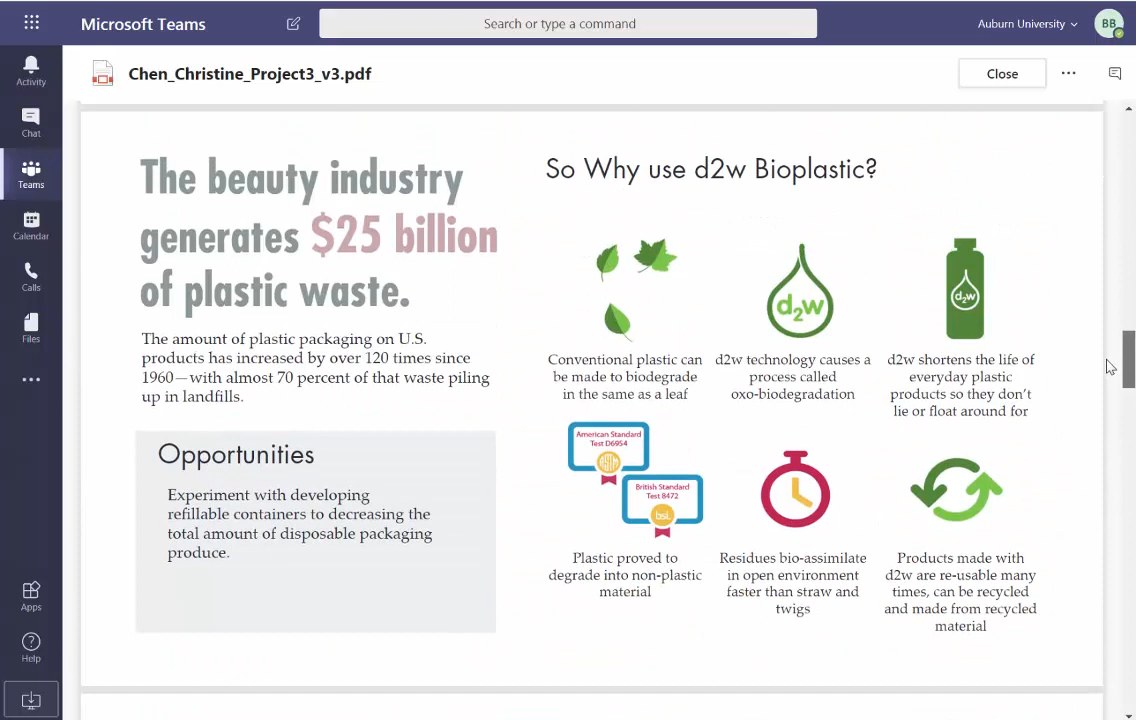 Microsoft Teams
Search or type a command
Auburn University
BB
Activity
Chat
Teams
Calendar
Calls
Files
Apps
Help
Chen_Christine_Project3_v3.pdf
Close
The beauty industry
generates $25 billion
of plastic waste.
The amount of plastic packaging on U.S.
products has increased by over 120 times since
1960—with almost 70 percent of that waste piling
up in landfills.
Opportunities
Experiment with developing
refillable containers to decreasing the
total amount of disposable packaging
produce.
So Why use d2w Bioplastic?
Conventional plastic can
be made to biodegrade
in the same as a leaf
d2w
d2w technology causes a
process called
oxo-biodegradation
d2w
d2w shortens the life of
everyday plastic
products so they don't
lie or float around for
American Standard
Test D6954
British Standard
Test 8472
bsi.
Plastic proved to
degrade into non-plastic
material
Residues bio-assimilate
in open environment
faster than straw and
twigs
Products made with
d2w are re-usable many
times, can be recycled
and made from recycled
material